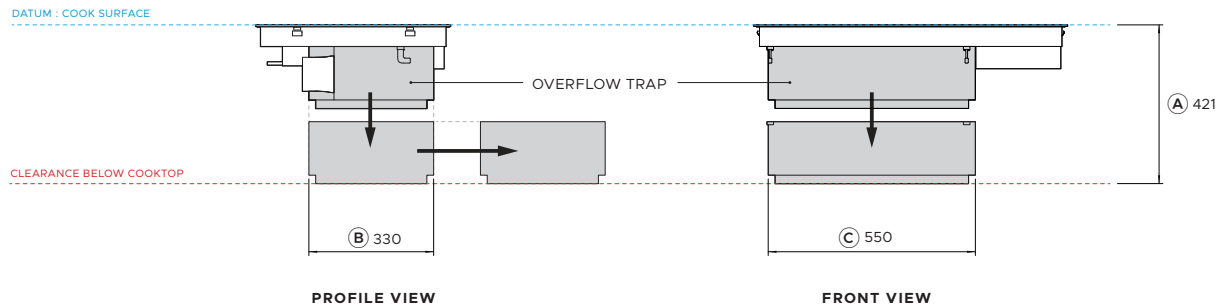 DATUM : COOK SURFACE
OVERFLOW TRAP
A 421
CLEARANCE BELOW COOKTOP
B 330
C 550
PROFILE VIEW
FRONT VIEW